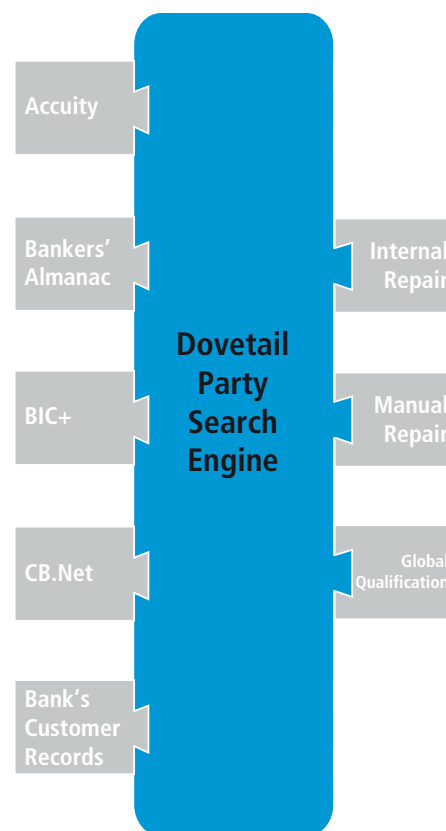 Accuity
Bankers’
Almanac
BIC+
CB.Net
Bank’s
Customer
Records
Dovetail
Party
Search
Engine
Internal
Repair
Manual
Repair
Global
Qualification